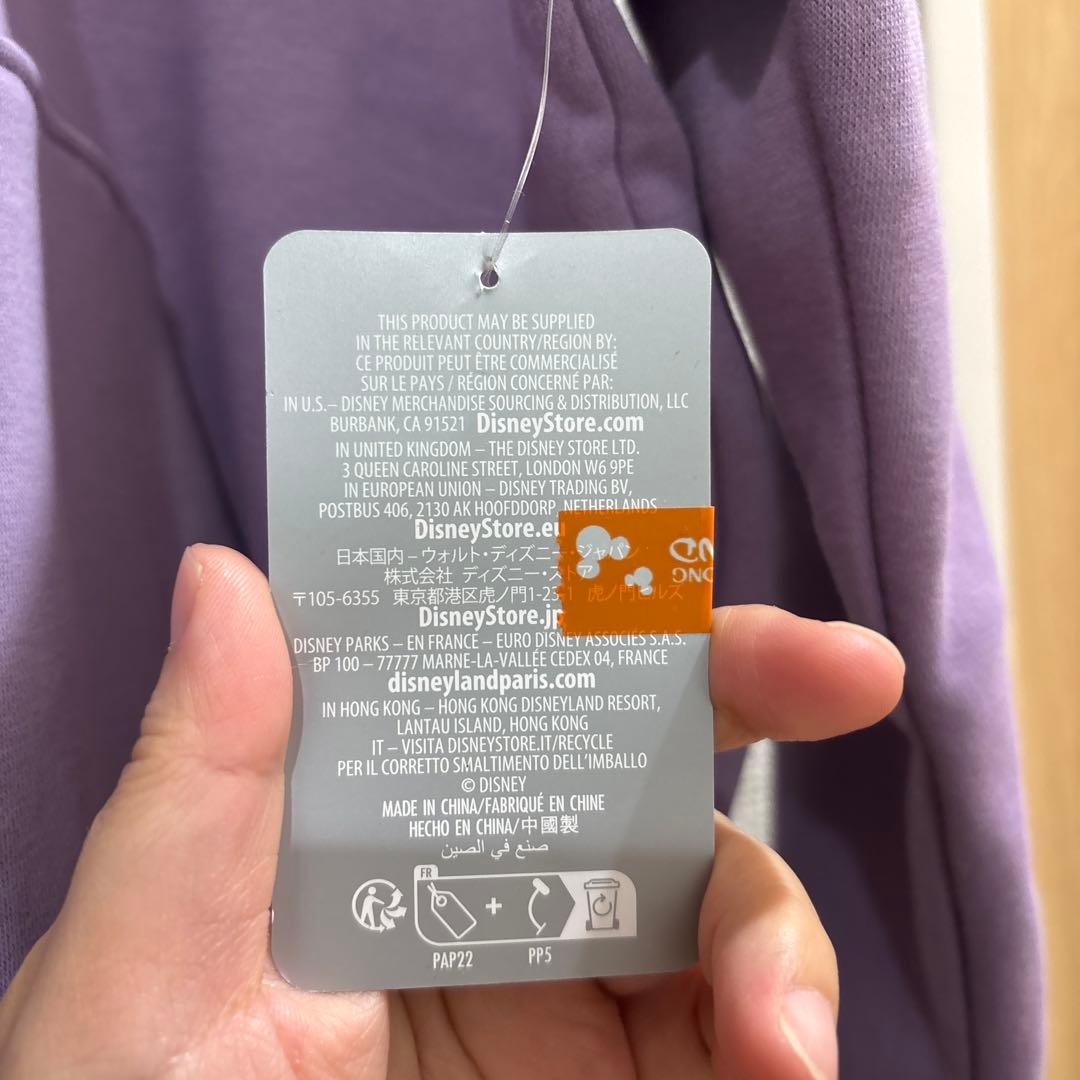 THIS PRODUCT MAY BE SUPPLIED
IN THE RELEVANT COUNTRY/REGION BY:
CE PRODUIT PEUT ÊTRE COMMERCIALISÉ
SUR LE PAYS / RÉGION CONCERNÉ PAR:
IN U.S.– DISNEY MERCHANDISE SOURCING & DISTRIBUTION, LLC
BURBANK, CA 91521 DisneyStore.com
IN UNITED KINGDOM – THE DISNEY STORE LTD.
3 QUEEN CAROLINE STREET, LONDON W6 9PE
IN EUROPEAN UNION – DISNEY TRADING BV,
POSTBUS 406, 2130 AK HOOFDDORP, NETHERLANDS
DisneyStore.eu
日本国内 – ウォルト・ディズニー・ジャパン
株式会社 ディズニー・ストア
〒105-6355 東京都港区虎ノ門1-23-1 虎ノ門ヒルズ
DisneyStore.jp
DISNEY PARKS – EN FRANCE – EURO DISNEY ASSOCIÉS S.A.S.
BP 100 – 77777 MARNE-LA-VALLÉE CEDEX 04, FRANCE
disneylandparis.com
IN HONG KONG – HONG KONG DISNEYLAND RESORT,
LANTAU ISLAND, HONG KONG
IT – VISITA DISNEYSTORE.IT/RECYCLE
PER IL CORRETTO SMALTIMENTO DELL'IMBALLO
© DISNEY
MADE IN CHINA/FABRIQUÉ EN CHINE
HECHO EN CHINA/中國製
صنع في الصين
FR
+
PAP22 PP5